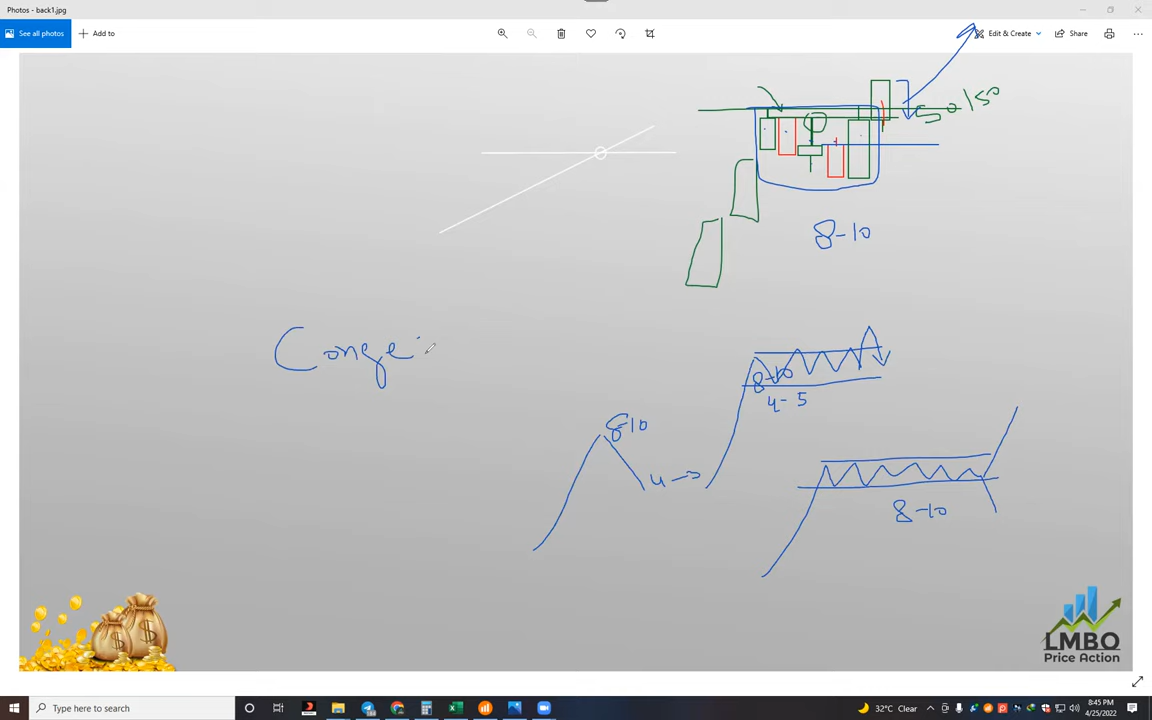 Photos - back1.jpg
See all photos
Add to
Edit & Create
Share
50 150
8-10
Conge
8-10
4-5
8-10
4
8-10
LMBO
Price Action
Type here to search
32°C Clear
8:45 PM
4/25/2022